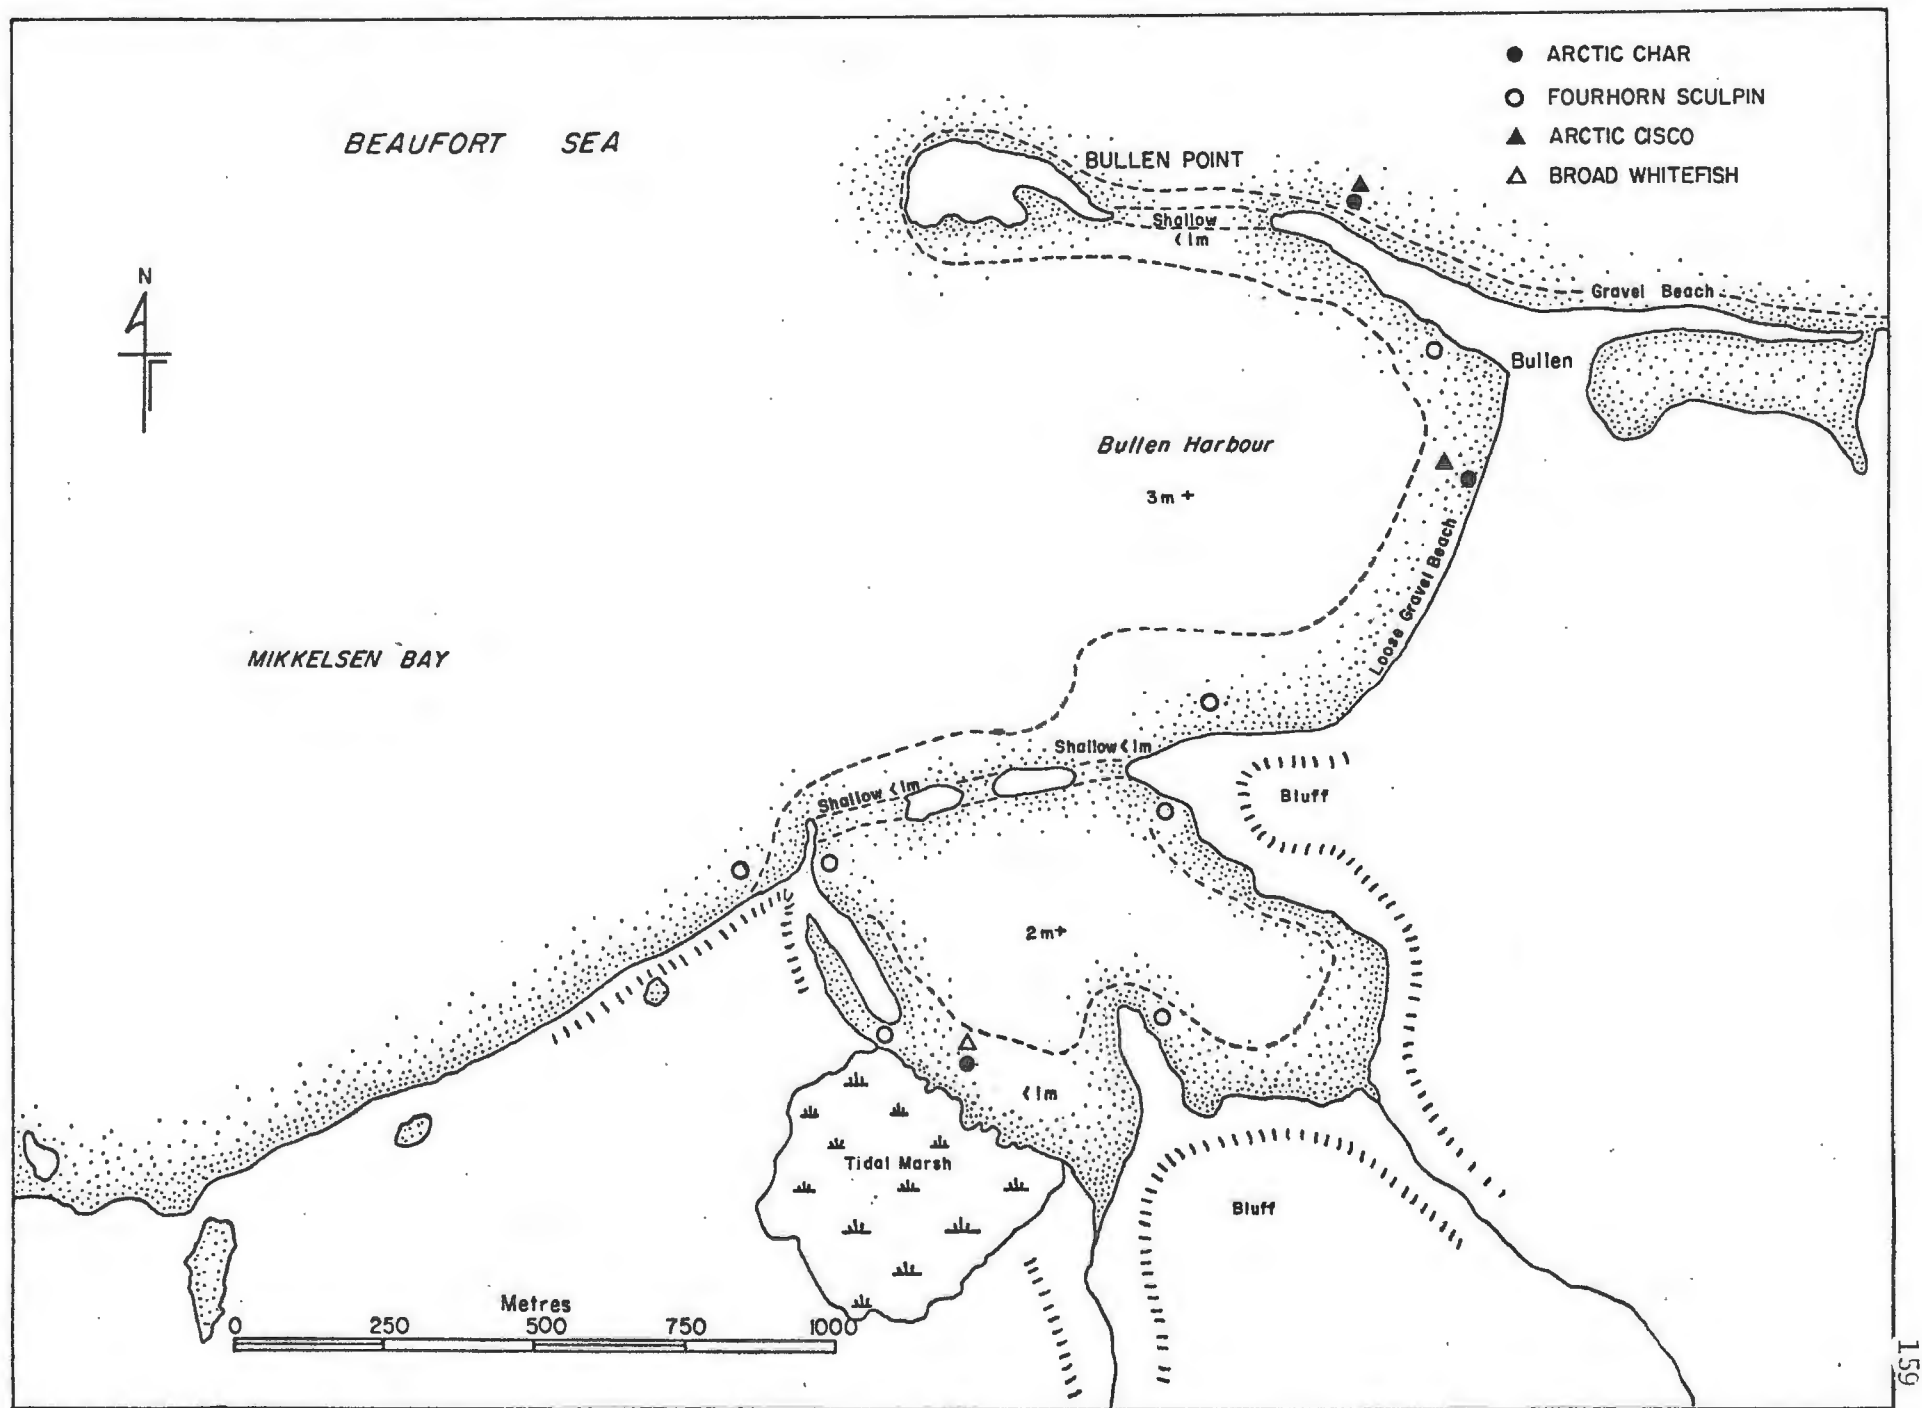 ARCTIC CHAR
FOURHORN SCULPIN
ARCTIC CISCO
BROAD WHITEFISH
BEAUFORT SEA
BULLEN POINT
Shallow
<1m
N
Gravel Beach
Bullen
Bullen Harbour
3m +
Loose Gravel Beach
MIKKELSEN BAY
Shallow <1m
Shallow <1m
Bluff
2m+
<1m
Tidal Marsh
Bluff
Metres
0 250 500 750 1000
159